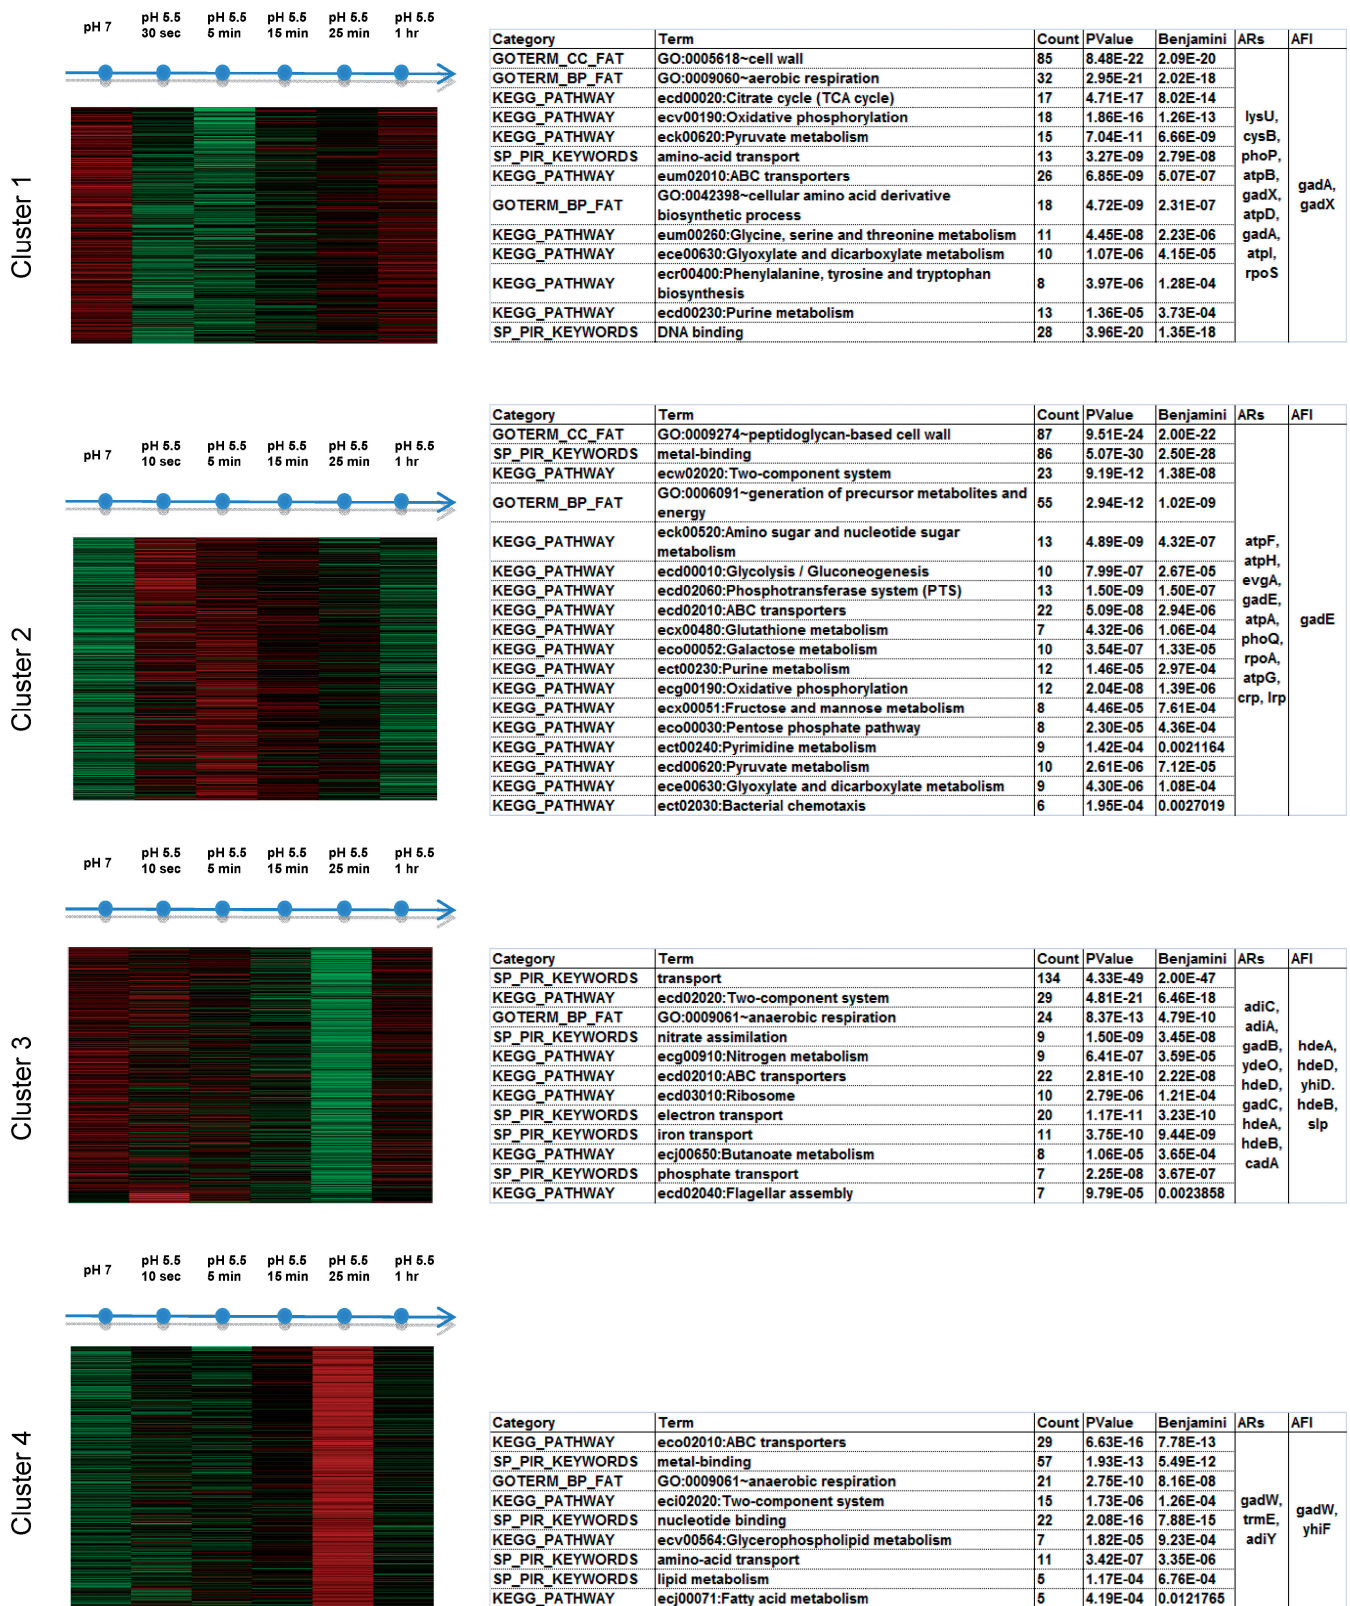 Cluster 1
pH 7 pH 5.5 30 sec pH 5.5 5 min pH 5.5 15 min pH 5.5 25 min pH 5.5 1 hr
Category Term Count PValue Benjamini ARs AFI
GOTERM_CC_FAT GO:0005618~cell wall 85 8.48E-22 2.09E-20
GOTERM_BP_FAT GO:0009060~aerobic respiration 32 2.95E-21 2.02E-18
KEGG_PATHWAY ecd00020:Citrate cycle (TCA cycle) 17 4.71E-17 8.02E-14
KEGG_PATHWAY ecv00190:Oxidative phosphorylation 18 1.86E-16 1.26E-13
KEGG_PATHWAY eck00620:Pyruvate metabolism 15 7.04E-11 6.66E-09
SP_PIR_KEYWORDS amino-acid transport 13 3.27E-09 2.79E-08
KEGG_PATHWAY eum02010:ABC transporters 26 6.85E-09 5.07E-07
GOTERM_BP_FAT GO:0042398~cellular amino acid derivative
biosynthetic process 18 4.72E-09 2.31E-07
KEGG_PATHWAY eum00260:Glycine, serine and threonine metabolism 11 4.45E-08 2.23E-06
KEGG_PATHWAY ece00630:Glyoxylate and dicarboxylate metabolism 10 1.07E-06 4.15E-05
KEGG_PATHWAY ecr00400:Phenylalanine, tyrosine and tryptophan
biosynthesis 8 3.97E-06 1.28E-04
KEGG_PATHWAY ecd00230:Purine metabolism 13 1.36E-05 3.73E-04
SP_PIR_KEYWORDS DNA binding 28 3.96E-20 1.35E-18
lysU,
cysB,
phoP,
atpB,
gadX,
atpD,
gadA,
atpI,
rpoS
gadA,
gadX
Cluster 2
pH 7 pH 5.5 10 sec pH 5.5 5 min pH 5.5 15 min pH 5.5 25 min pH 5.5 1 hr
Category Term Count PValue Benjamini ARs AFI
GOTERM_CC_FAT GO:0009274~peptidoglycan-based cell wall 87 9.51E-24 2.00E-22
SP_PIR_KEYWORDS metal-binding 86 5.07E-30 2.50E-28
KEGG_PATHWAY ecw02020:Two-component system 23 9.19E-12 1.38E-08
GOTERM_BP_FAT GO:0006091~generation of precursor metabolites and
energy 55 2.94E-12 1.02E-09
KEGG_PATHWAY eck00520:Amino sugar and nucleotide sugar
metabolism 13 4.89E-09 4.32E-07
KEGG_PATHWAY ecd00010:Glycolysis / Gluconeogenesis 10 7.99E-07 2.67E-05
KEGG_PATHWAY ecd02060:Phosphotransferase system (PTS) 13 1.50E-09 1.50E-07
KEGG_PATHWAY ecd02010:ABC transporters 22 5.09E-08 2.94E-06
KEGG_PATHWAY ecx00480:Glutathione metabolism 7 4.32E-06 1.06E-04
KEGG_PATHWAY eco00052:Galactose metabolism 10 3.54E-07 1.33E-05
KEGG_PATHWAY ect00230:Purine metabolism 12 1.46E-05 2.97E-04
KEGG_PATHWAY ecg00190:Oxidative phosphorylation 12 2.04E-08 1.39E-06
KEGG_PATHWAY ecx00051:Fructose and mannose metabolism 8 4.46E-05 7.61E-04
KEGG_PATHWAY eco00030:Pentose phosphate pathway 8 2.30E-05 4.36E-04
KEGG_PATHWAY ect00240:Pyrimidine metabolism 9 1.42E-04 0.0021164
KEGG_PATHWAY ecd00620:Pyruvate metabolism 10 2.61E-06 7.12E-05
KEGG_PATHWAY ece00630:Glyoxylate and dicarboxylate metabolism 9 4.30E-06 1.08E-04
KEGG_PATHWAY ect02030:Bacterial chemotaxis 6 1.95E-04 0.0027019
atpF,
atpH,
evgA,
gadE,
atpA,
phoQ,
rpoA,
atpG,
crp, lrp
gadE
Cluster 3
pH 7 pH 5.5 10 sec pH 5.5 5 min pH 5.5 15 min pH 5.5 25 min pH 5.5 1 hr
Category Term Count PValue Benjamini ARs AFI
SP_PIR_KEYWORDS transport 134 4.33E-49 2.00E-47
KEGG_PATHWAY ecd02020:Two-component system 29 4.81E-21 6.46E-18
GOTERM_BP_FAT GO:0009061~anaerobic respiration 24 8.37E-13 4.79E-10
SP_PIR_KEYWORDS nitrate assimilation 9 1.50E-09 3.45E-08
KEGG_PATHWAY ecg00910:Nitrogen metabolism 9 6.41E-07 3.59E-05
KEGG_PATHWAY ecd02010:ABC transporters 22 2.81E-10 2.22E-08
KEGG_PATHWAY ecd03010:Ribosome 10 2.79E-06 1.21E-04
SP_PIR_KEYWORDS electron transport 20 1.17E-11 3.23E-10
SP_PIR_KEYWORDS iron transport 11 3.75E-10 9.44E-09
KEGG_PATHWAY ecj00650:Butanoate metabolism 8 1.06E-05 3.65E-04
SP_PIR_KEYWORDS phosphate transport 7 2.25E-08 3.67E-07
KEGG_PATHWAY ecd02040:Flagellar assembly 7 9.79E-05 0.0023858
adiC,
adiA,
gadB,
ydeO,
hdeD,
gadC,
hdeA,
hdeB,
cadA
hdeA,
hdeD,
yhiD.
hdeB,
slp
Cluster 4
pH 7 pH 5.5 10 sec pH 5.5 5 min pH 5.5 15 min pH 5.5 25 min pH 5.5 1 hr
Category Term Count PValue Benjamini ARs AFI
KEGG_PATHWAY eco02010:ABC transporters 29 6.63E-16 7.78E-13
SP_PIR_KEYWORDS metal-binding 57 1.93E-13 5.49E-12
GOTERM_BP_FAT GO:0009061~anaerobic respiration 21 2.75E-10 8.16E-08
KEGG_PATHWAY eci02020:Two-component system 15 1.73E-06 1.26E-04
SP_PIR_KEYWORDS nucleotide binding 22 2.08E-16 7.88E-15
KEGG_PATHWAY ecv00564:Glycerophospholipid metabolism 7 1.82E-05 9.23E-04
SP_PIR_KEYWORDS amino-acid transport 11 3.42E-07 3.35E-06
SP_PIR_KEYWORDS lipid metabolism 5 1.17E-04 6.76E-04
KEGG_PATHWAY ecj00071:Fatty acid metabolism 5 4.19E-04 0.0121765
gadW,
trmE,
adiY
gadW,
yhiF